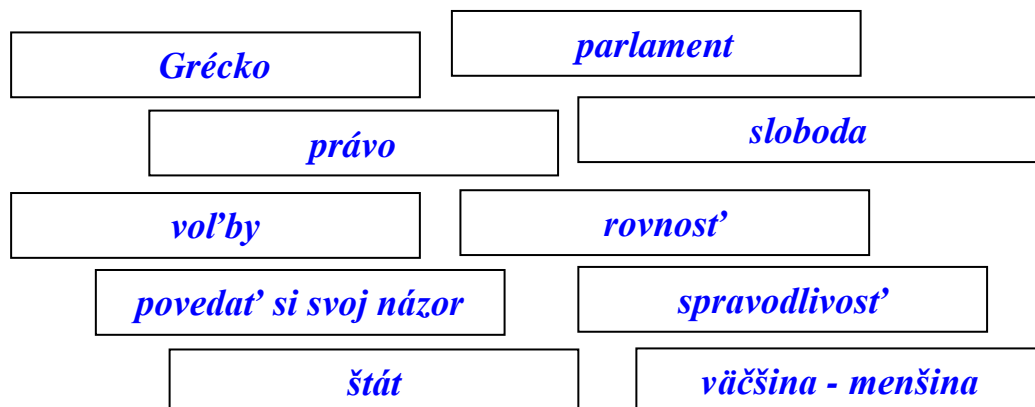 Grécko
parlament
právo
sloboda
voľby
rovnosť
povedať si svoj názor
spravodlivosť
štát
väčšina - menšina